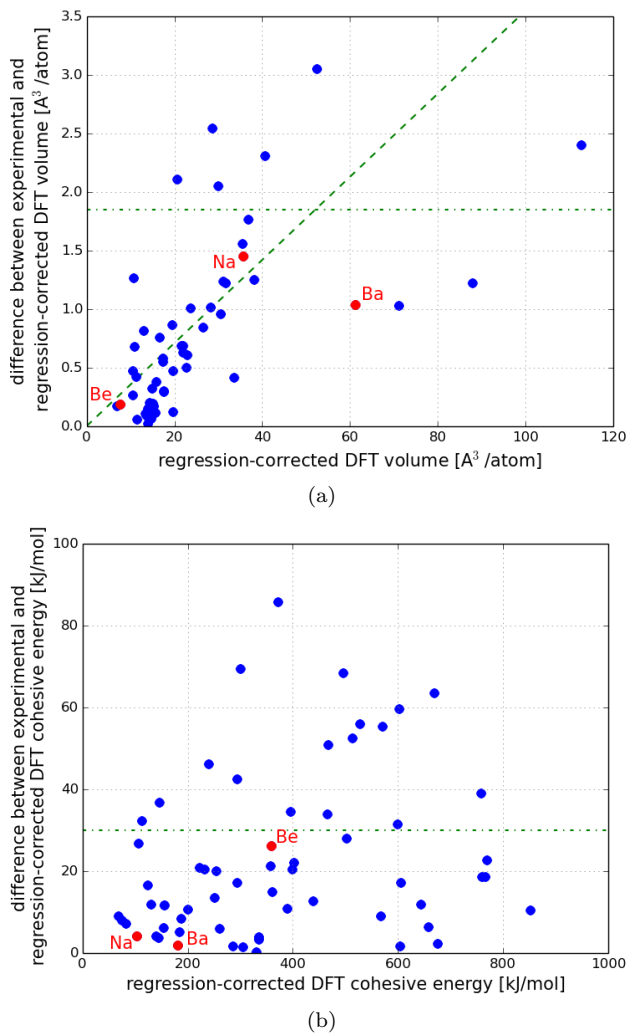 (a)
difference between experimental and
regression-corrected DFT volume [A³ /atom]
3.5
3.0
2.5
2.0
1.5
1.0
0.5
0.0
Na
Ba
Be
0 20 40 60 80 100 120
regression-corrected DFT volume [A³ /atom]
(a)
difference between experimental and
regression-corrected DFT cohesive energy [kJ/mol]
100
80
60
40
20
0
Be
Na
Ba
0 200 400 600 800 1000
regression-corrected DFT cohesive energy [kJ/mol]
(b)